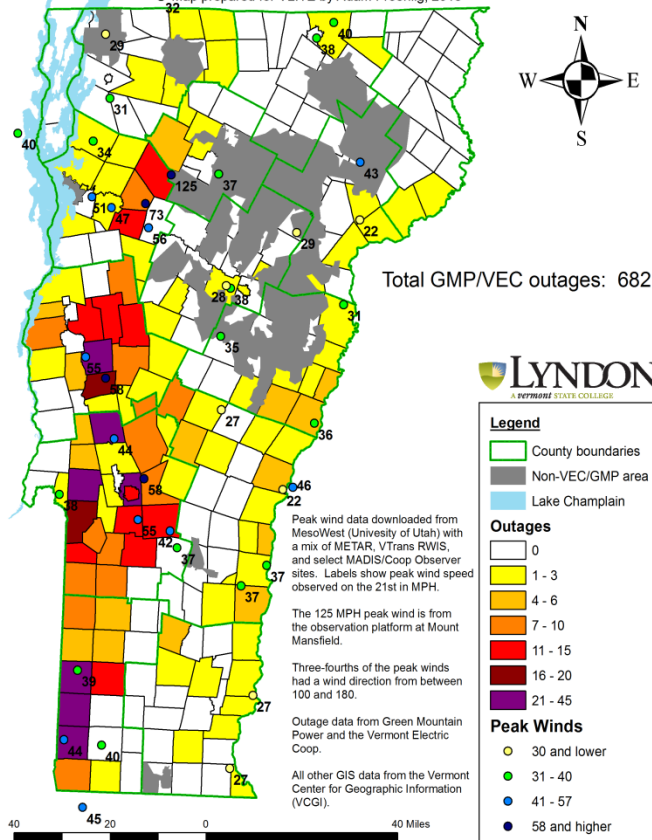 32
29
40
38
31
40
34
125
37
43
51
47
73
56
22
29
28
38
31
35
55
58
27
36
44
58
46
22
38
55
42
37
37
37
39
27
44
40
27
45
N
W E
S
Total GMP/VEC outages: 682
LYNDON
A vermont STATE COLLEGE
Peak wind data downloaded from
MesoWest (Univesity of Utah) with
a mix of METAR, VTrans RWIS,
and select MADIS/Coop Observer
sites. Labels show peak wind speed
observed on the 21st in MPH.
The 125 MPH peak wind is from
the observation platform at Mount
Mansfield.
Three-fourths of the peak winds
had a wind direction from between
100 and 180.
Outage data from Green Mountain
Power and the Vermont Electric
Coop.
All other GIS data from the Vermont
Center for Geographic Information
(VCGI).
Legend
County boundaries
Non-VEC/GMP area
Lake Champlain
Outages
0
1 - 3
4 - 6
7 - 10
11 - 15
16 - 20
21 - 45
Peak Winds
30 and lower
31 - 40
41 - 57
58 and higher
40 20 0 40 Miles